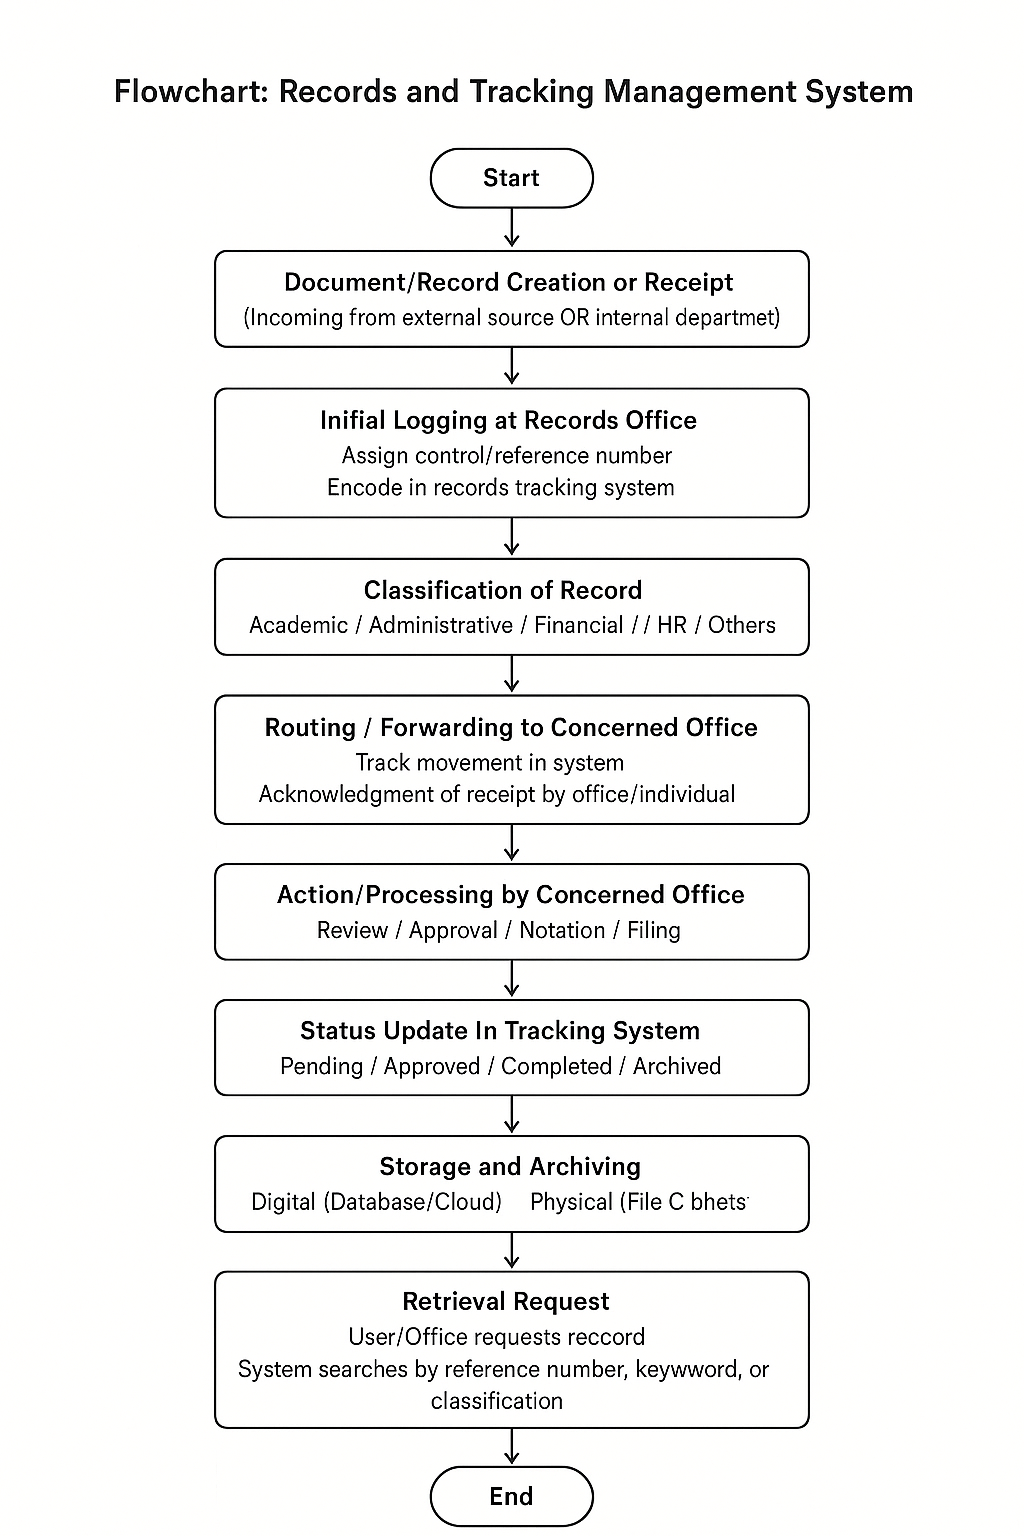 Flowchart: Records and Tracking Management System
Start
Document/Record Creation or Receipt
(Incoming from external source OR internal departmet)
Inifial Logging at Records Office
Assign control/reference number
Encode in records tracking system
Classification of Record
Academic / Administrative / Financial / / HR / Others
Routing / Forwarding to Concerned Office
Track movement in system
Acknowledgment of receipt by office/individual
Action/Processing by Concerned Office
Review / Approval / Notation / Filing
Status Update In Tracking System
Pending / Approved / Completed / Archived
Storage and Archiving
Digital (Database/Cloud) Physical (File C bhets
Retrieval Request
User/Office requests reccord
System searches by reference number, keywword, or
classification
End